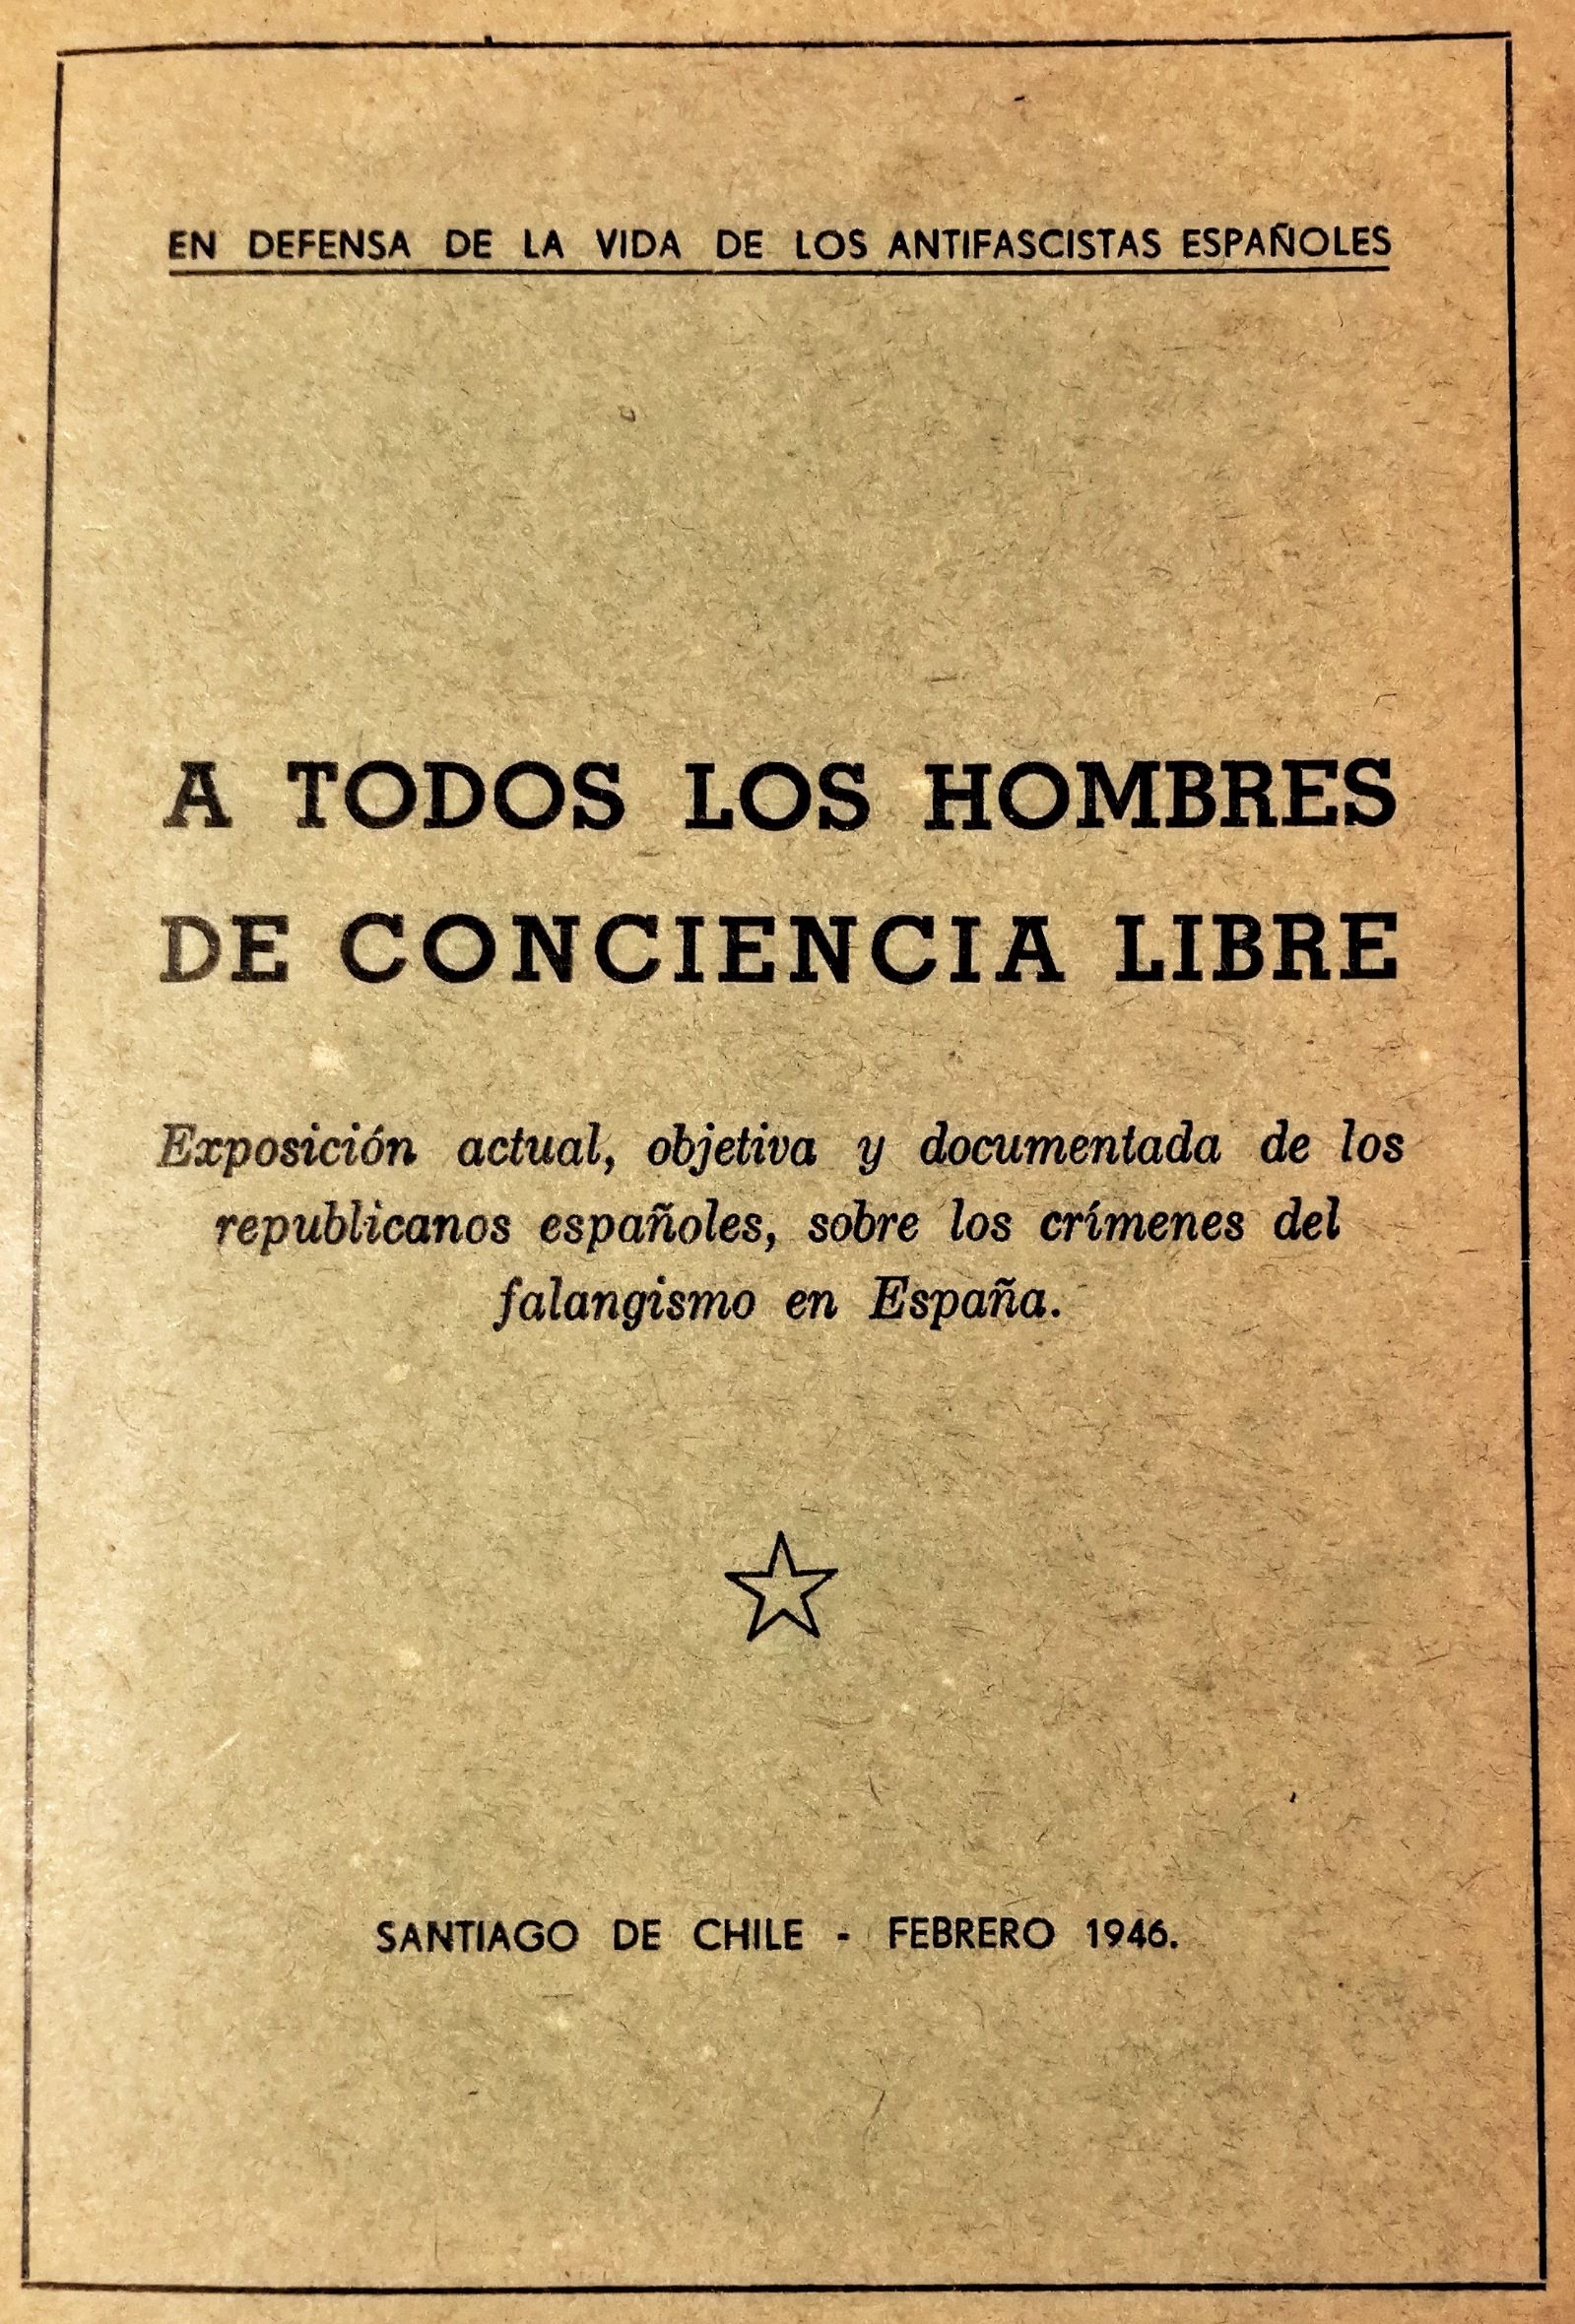 EN DEFENSA DE LA VIDA DE LOS ANTIFASCISTAS ESPAÑOLES
A TODOS LOS HOMBRES
DE CONCIENCIA LIBRE
Exposición actual, objetiva y documentada de los
republicanos españoles, sobre los crímenes del
falangismo en España.
SANTIAGO DE CHILE - FEBRERO 1946.